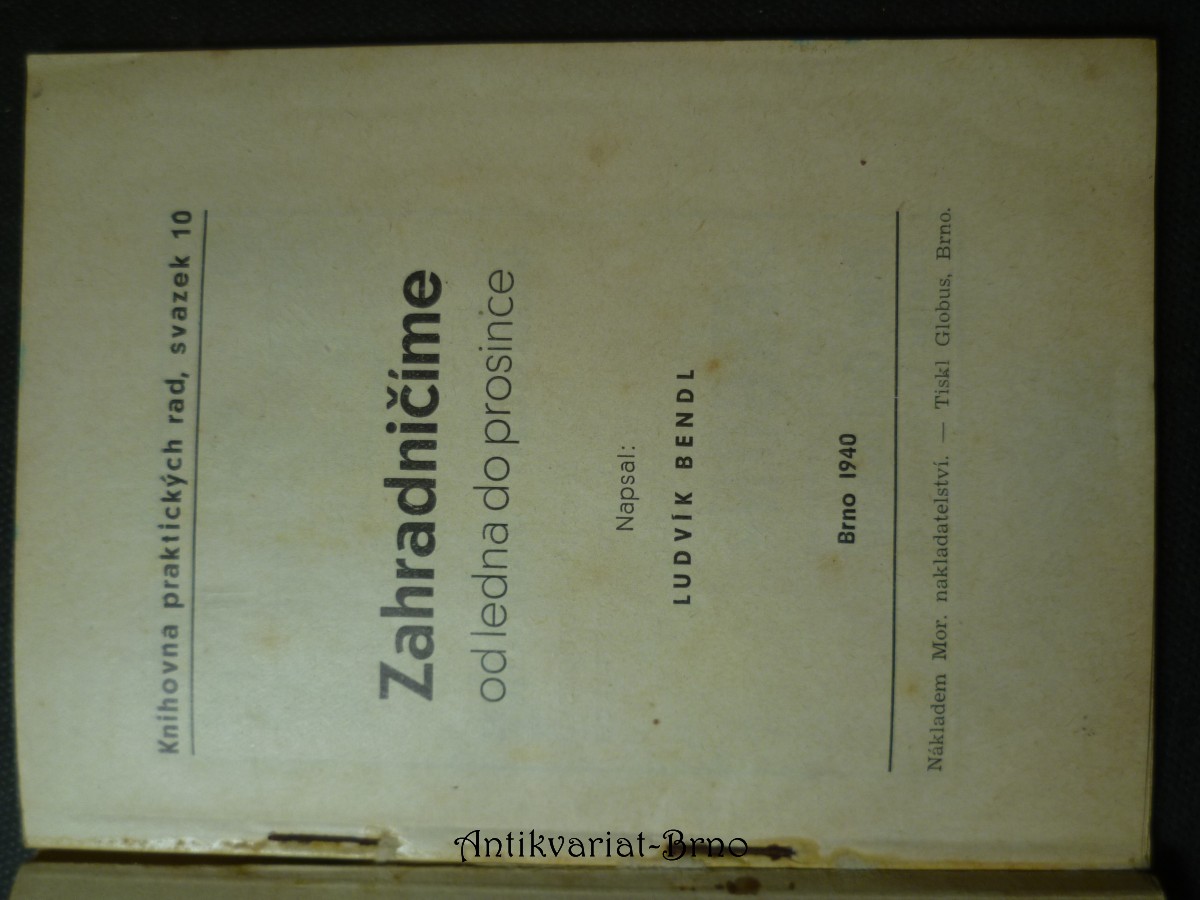 Knihovna praktických rad, svazek 10
Zahradničíme
od ledna do prosince
Napsal:
LUDVÍK BENDL
Brno 1940
Nákladem Mor. nakladatelství. — Tiskl Globus, Brno.
Antikvariat-Brno